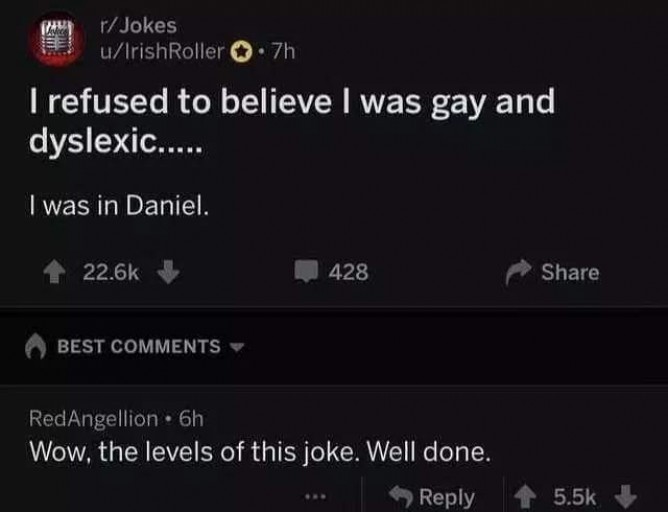 r/Jokes
u/IrishRoller • 7h
I refused to believe I was gay and
dyslexic.....
I was in Daniel.
22.6k
428
Share
BEST COMMENTS
RedAngellion • 6h
Wow, the levels of this joke. Well done.
... Reply 5.5k